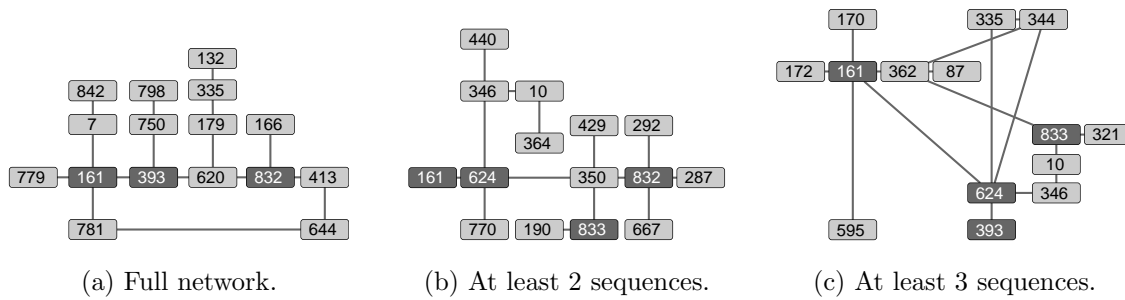 132
842 798 335
7 750 179 166
779 161 393 620 832 413
781 644
(a) Full network.
440
346 10
364 429 292
161 624 350 832 287
770 190 833 667
(b) At least 2 sequences.
170 335 344
172 161 362 87
833 321
10
624 346
595 393
(c) At least 3 sequences.